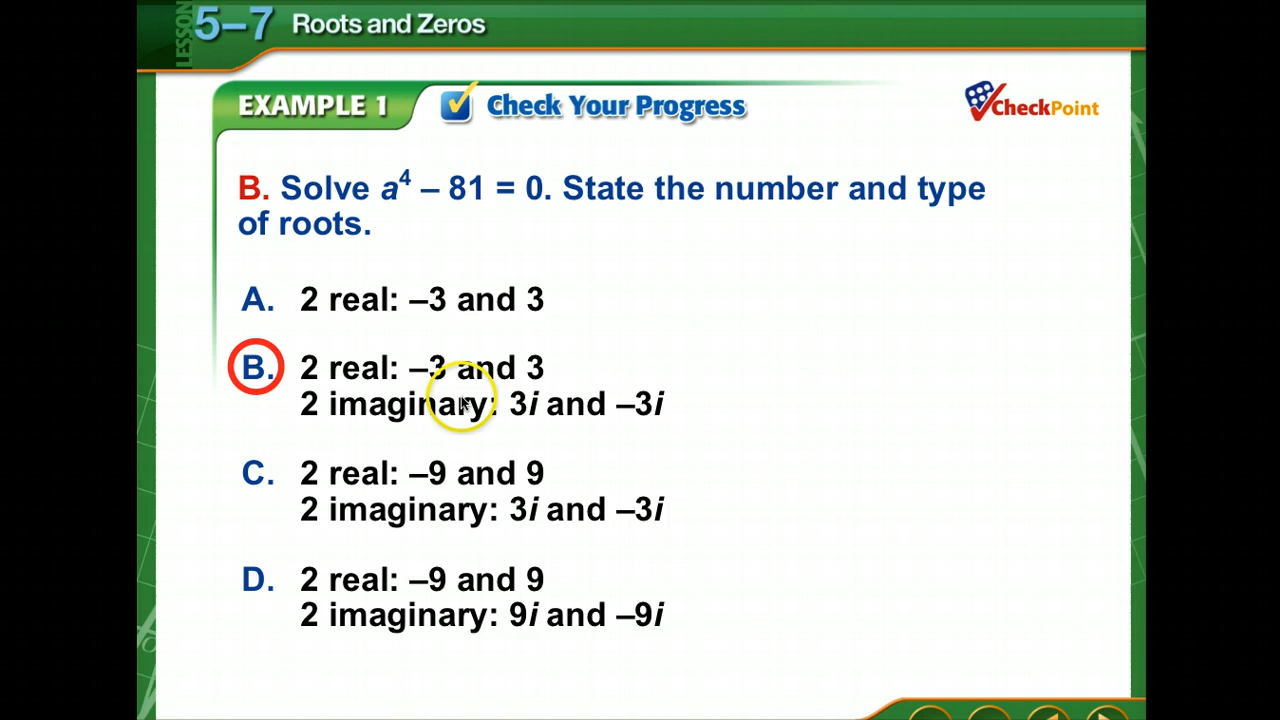 LESSON 5–7 Roots and Zeros
EXAMPLE 1 Check Your Progress CheckPoint
B. Solve a⁴ – 81 = 0. State the number and type
of roots.
A. 2 real: –3 and 3
B. 2 real: –3 and 3
2 imaginary: 3i and –3i
C. 2 real: –9 and 9
2 imaginary: 3i and –3i
D. 2 real: –9 and 9
2 imaginary: 9i and –9i